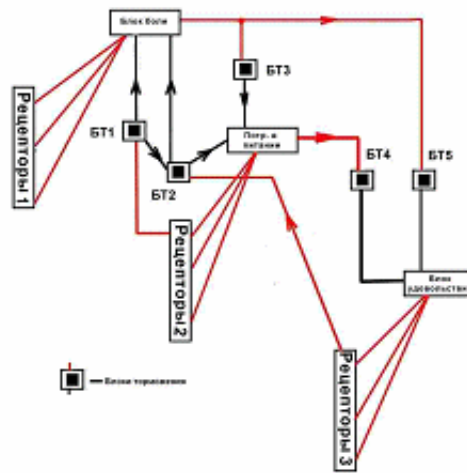 Блок боли
БТ3
Рецепторы 1
БТ1
Потр. в
питании
БТ4
БТ5
БТ2
Рецепторы 2
Блок
удовольствия
Рецепторы 3
Блоки торможения